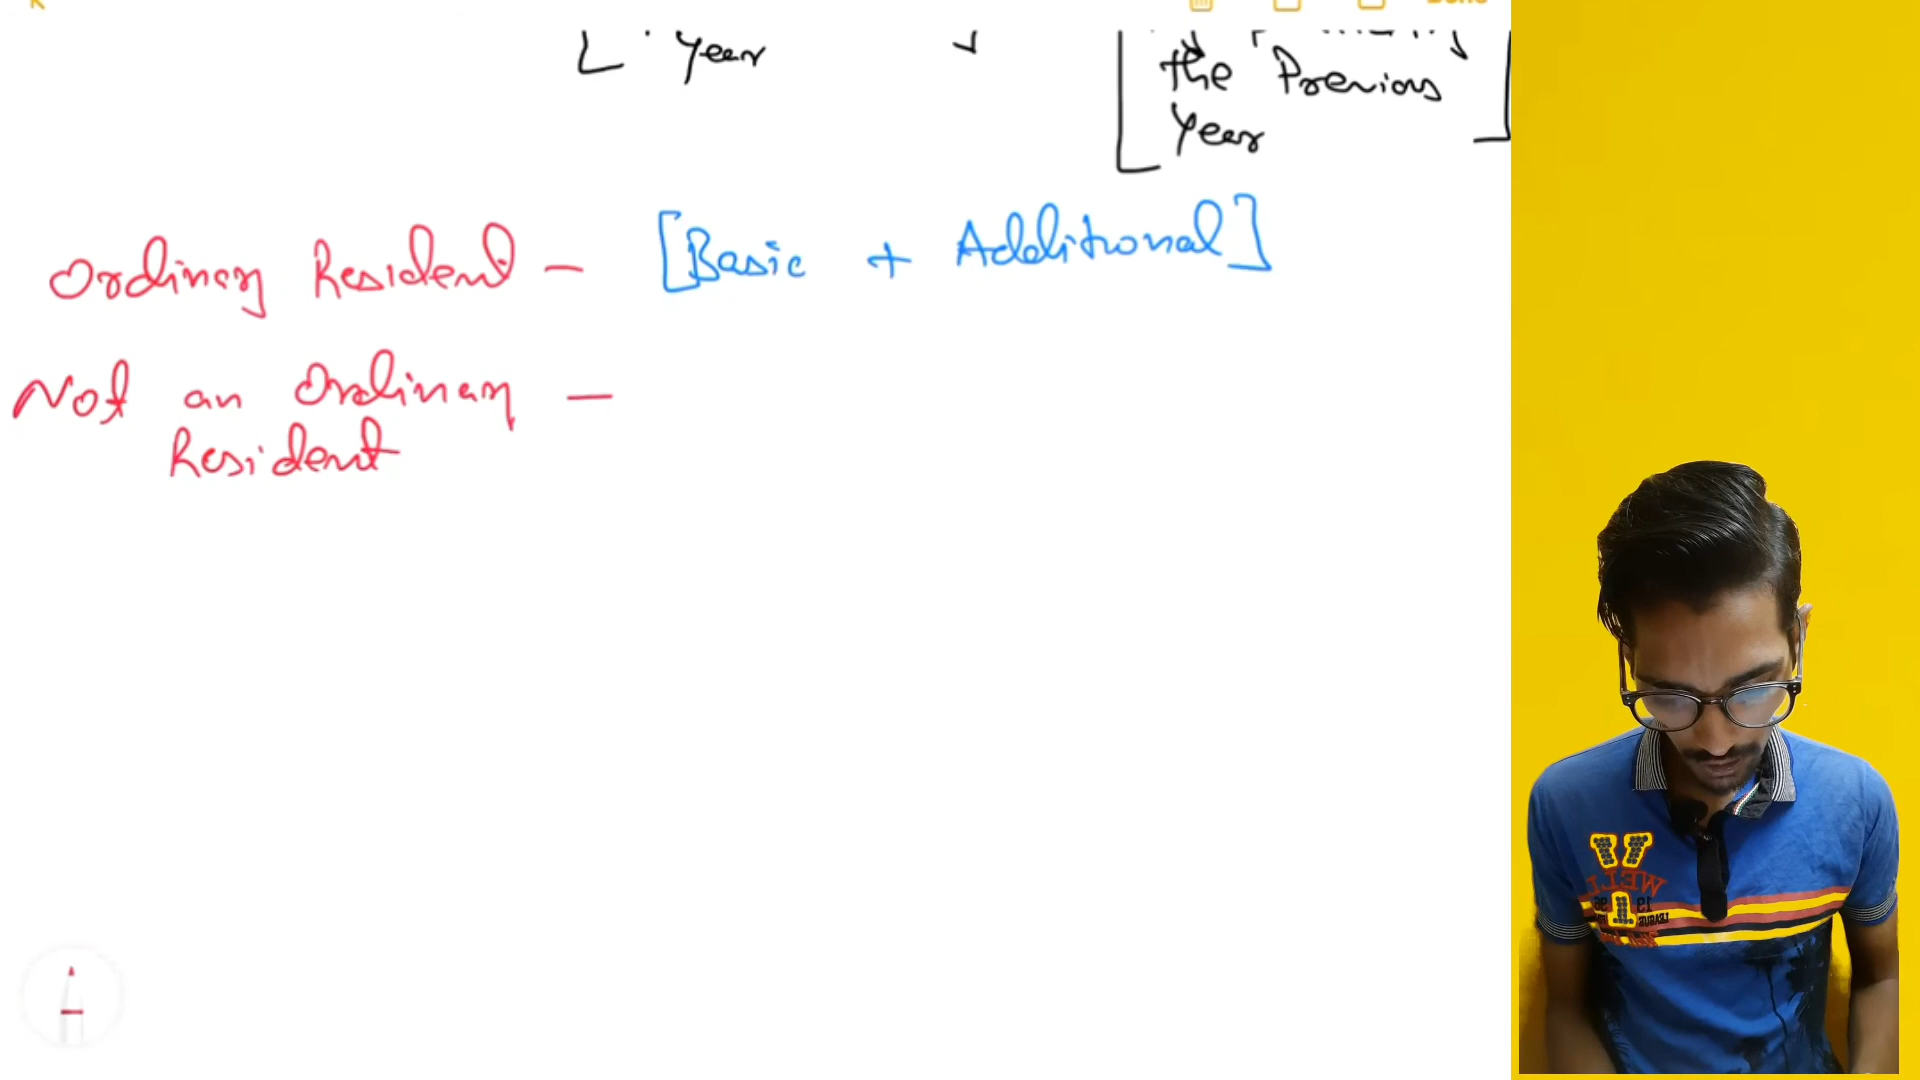 Year
the Previous
Year
Ordinary Resident - [Basic + Additional]
Not an Ordinary -
Resident